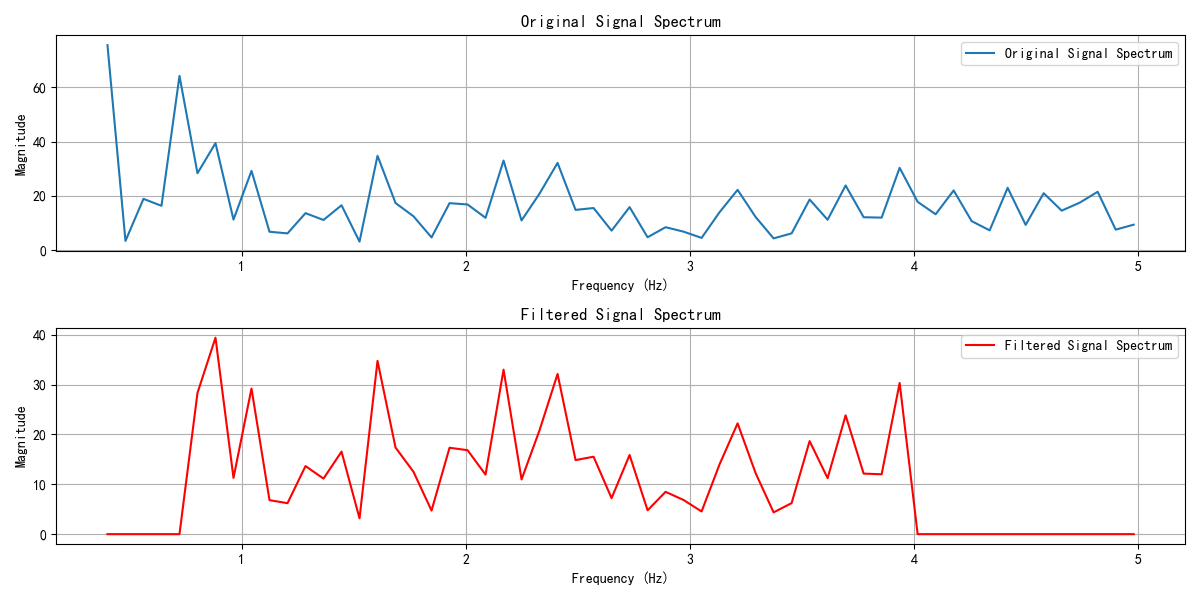 Original Signal Spectrum
Original Signal Spectrum
Magnitude
60
40
20
0
1 2 3 4 5
Frequency (Hz)
Filtered Signal Spectrum
Filtered Signal Spectrum
Magnitude
40
30
20
10
0
1 2 3 4 5
Frequency (Hz)